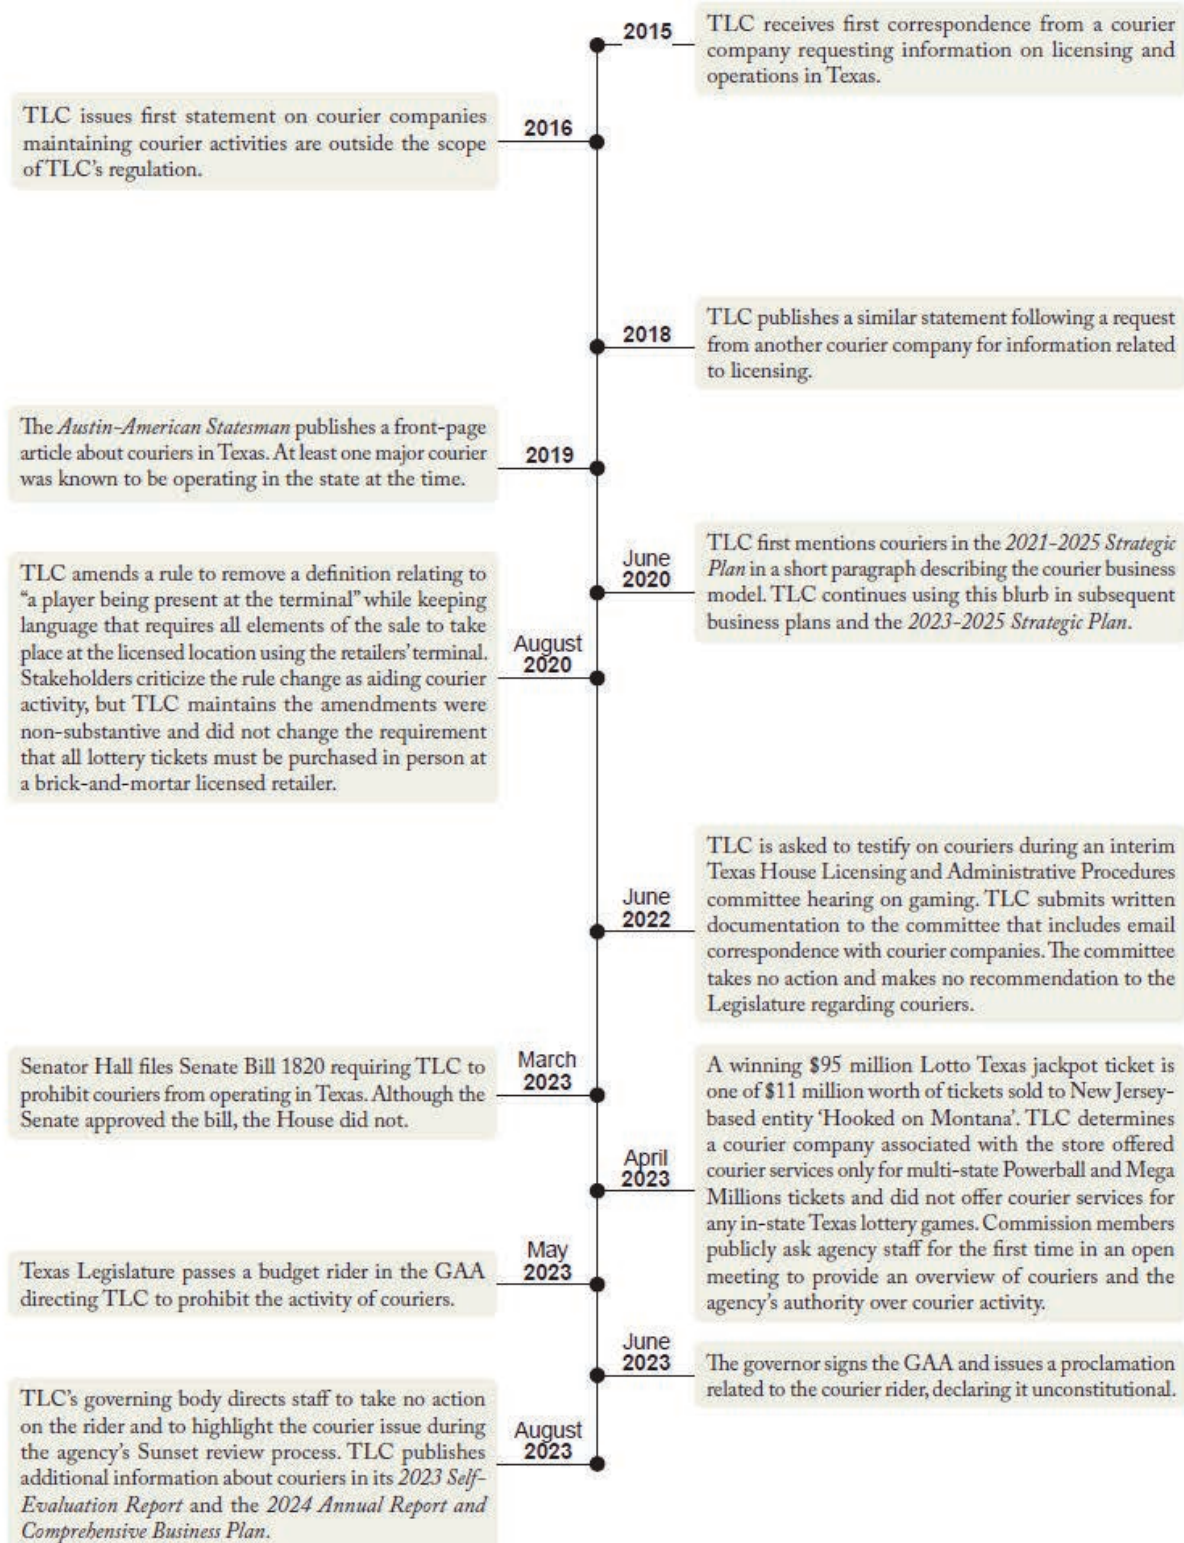 2015
TLC receives first correspondence from a courier
company requesting information on licensing and
operations in Texas.
TLC issues first statement on courier companies
maintaining courier activities are outside the scope
of TLC's regulation.
2016
2018
TLC publishes a similar statement following a request
from another courier company for information related
to licensing.
The Austin-American Statesman publishes a front-page
article about couriers in Texas. At least one major courier
was known to be operating in the state at the time.
2019
June
2020
TLC first mentions couriers in the 2021-2025 Strategic
Plan in a short paragraph describing the courier business
model. TLC continues using this blurb in subsequent
business plans and the 2023-2025 Strategic Plan.
TLC amends a rule to remove a definition relating to
“a player being present at the terminal” while keeping
language that requires all elements of the sale to take
place at the licensed location using the retailers' terminal.
Stakeholders criticize the rule change as aiding courier
activity, but TLC maintains the amendments were
non-substantive and did not change the requirement
that all lottery tickets must be purchased in person at
a brick-and-mortar licensed retailer.
August
2020
June
2022
TLC is asked to testify on couriers during an interim
Texas House Licensing and Administrative Procedures
committee hearing on gaming. TLC submits written
documentation to the committee that includes email
correspondence with courier companies. The committee
takes no action and makes no recommendation to the
Legislature regarding couriers.
Senator Hall files Senate Bill 1820 requiring TLC to
prohibit couriers from operating in Texas. Although the
Senate approved the bill, the House did not.
March
2023
April
2023
A winning $95 million Lotto Texas jackpot ticket is
one of $11 million worth of tickets sold to New Jersey-
based entity ‘Hooked on Montana’. TLC determines
a courier company associated with the store offered
courier services only for multi-state Powerball and Mega
Millions tickets and did not offer courier services for
any in-state Texas lottery games. Commission members
publicly ask agency staff for the first time in an open
meeting to provide an overview of couriers and the
agency's authority over courier activity.
Texas Legislature passes a budget rider in the GAA
directing TLC to prohibit the activity of couriers.
May
2023
June
2023
The governor signs the GAA and issues a proclamation
related to the courier rider, declaring it unconstitutional.
TLC's governing body directs staff to take no action
on the rider and to highlight the courier issue during
the agency's Sunset review process. TLC publishes
additional information about couriers in its 2023 Self-
Evaluation Report and the 2024 Annual Report and
Comprehensive Business Plan.
August
2023